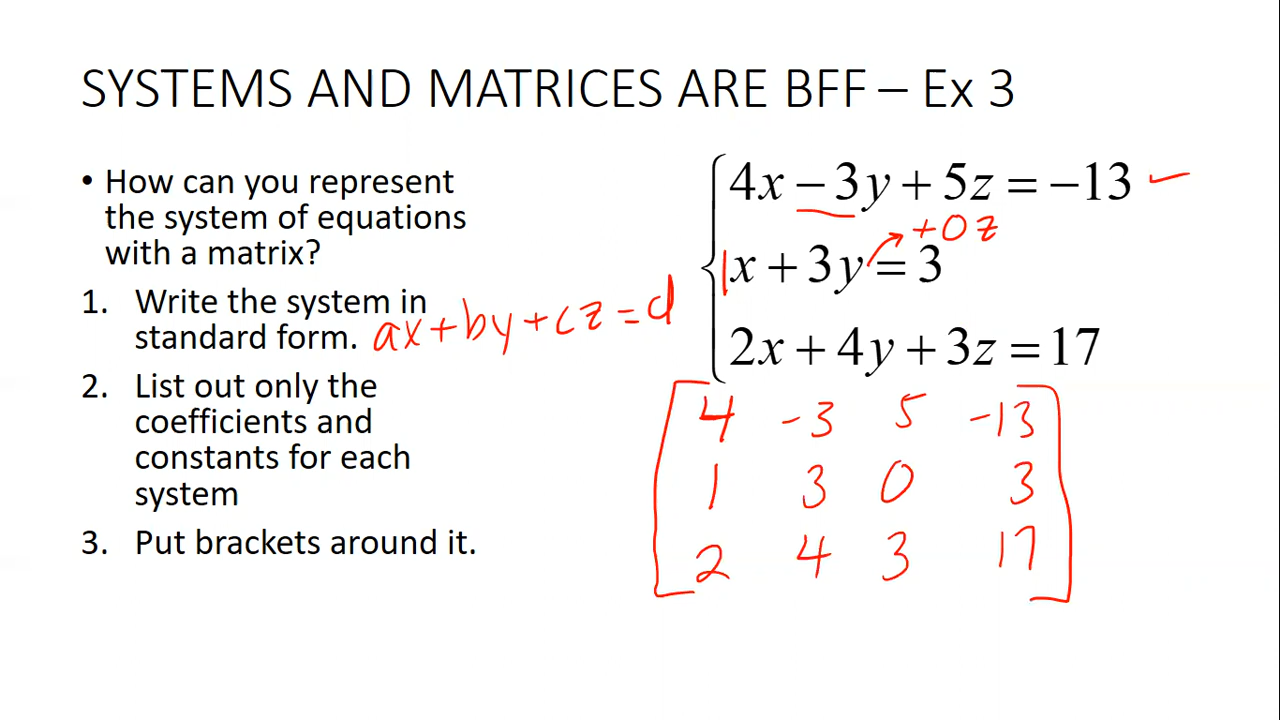 SYSTEMS AND MATRICES ARE BFF – Ex 3
• How can you represent
the system of equations
with a matrix?
1. Write the system in
standard form. ax+by+cz=d
2. List out only the
coefficients and
constants for each
system
3. Put brackets around it.
4x − 3y + 5z = −13 ✓
+0z
1x + 3y = 3
2x + 4y + 3z = 17
4 -3 5 -13
1 3 0 3
2 4 3 17